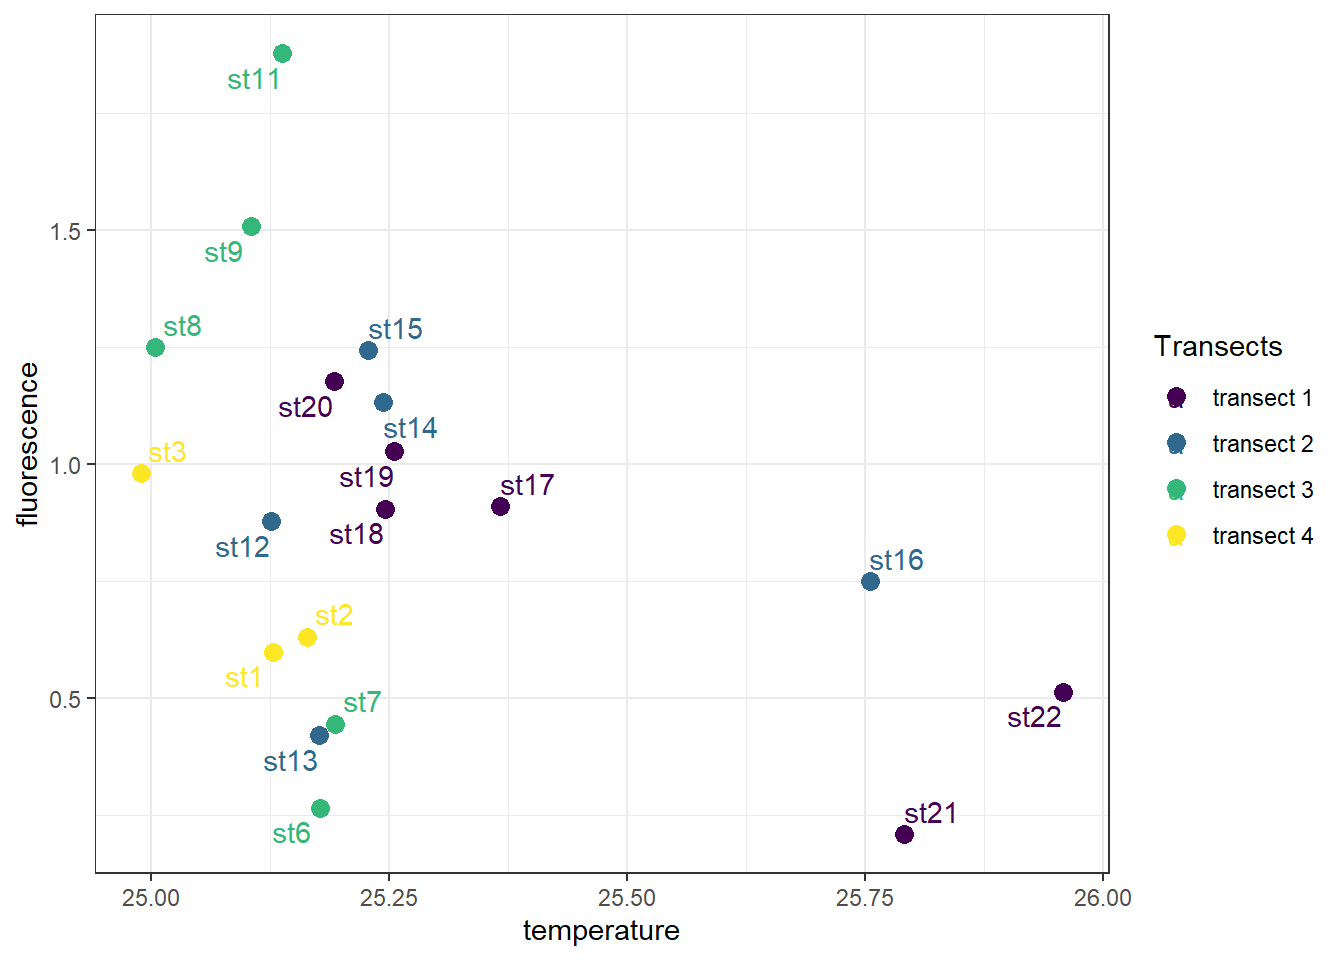 st11
1.5
st9
st8
st15
st20
st14
1.0
st3
st19
st17
st18
st12
st16
st2
st1
0.5
st7
st22
st13
st21
st6
25.00
25.25
25.50
25.75
26.00
temperature
fluorescence
Transects
transect 1
transect 2
transect 3
transect 4